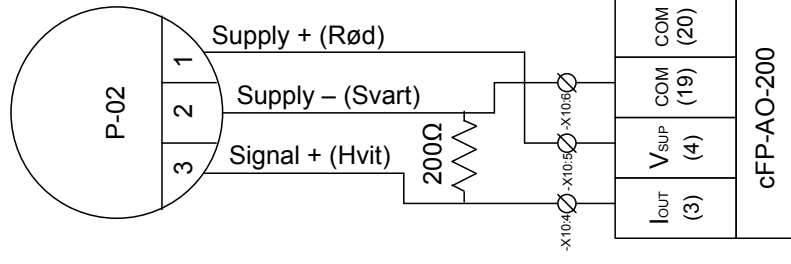 P-02
1
2
3
Supply + (Rød)
Supply – (Svart)
Signal + (Hvit)
200Ω
-X10:6
-X10:5
-X10:4
COM
(20)
COM
(19)
VSUP
(4)
IOUT
(3)
cFP-AO-200